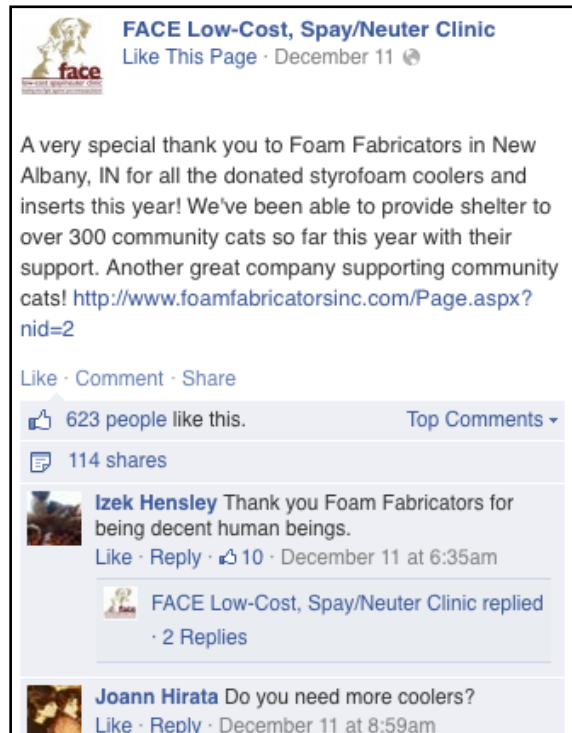 FACE Low-Cost, Spay/Neuter Clinic
Like This Page · December 11
face
A very special thank you to Foam Fabricators in New
Albany, IN for all the donated styrofoam coolers and
inserts this year! We've been able to provide shelter to
over 300 community cats so far this year with their
support. Another great company supporting community
cats! http://www.foamfabricatorsinc.com/Page.aspx?
nid=2
Like · Comment · Share
623 people like this. Top Comments
114 shares
Izek Hensley Thank you Foam Fabricators for
being decent human beings.
Like · Reply · 10 · December 11 at 6:35am
face
FACE Low-Cost, Spay/Neuter Clinic replied
· 2 Replies
Joann Hirata Do you need more coolers?
Like · Reply · December 11 at 8:59am